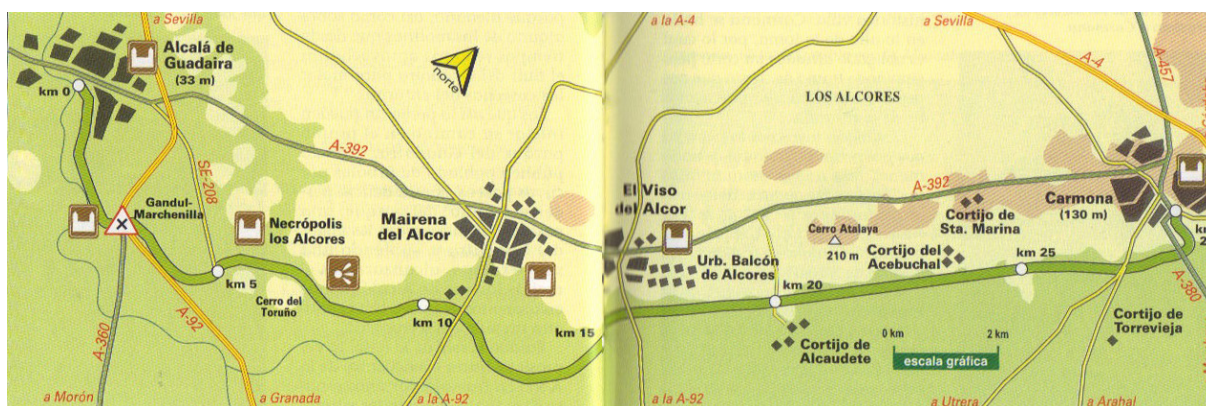 a Sevilla
Alcalá de
Guadaira
(33 m)
km 0
norte
A-392
SE-208
Gandul-
Marchenilla
Necrópolis
los Alcores
km 5
Cerro del
Toruño
Mairena
del Alcor
km 10
km 15
A-360
A-92
a Morón
a Granada
a la A-92
a la A-4
a Sevilla
A-4
A-457
LOS ALCORES
El Viso
del Alcor
A-392
Urb. Balcón
de Alcores
Cerro Atalaya
210 m
Cortijo de
Sta. Marina
Cortijo del
Acebuchal
Carmona
(130 m)
km 20
km 25
A-380
Cortijo de
Alcaudete
0 km
2 km
escala gráfica
Cortijo de
Torrevieja
a la A-92
a Utrera
a Arahal